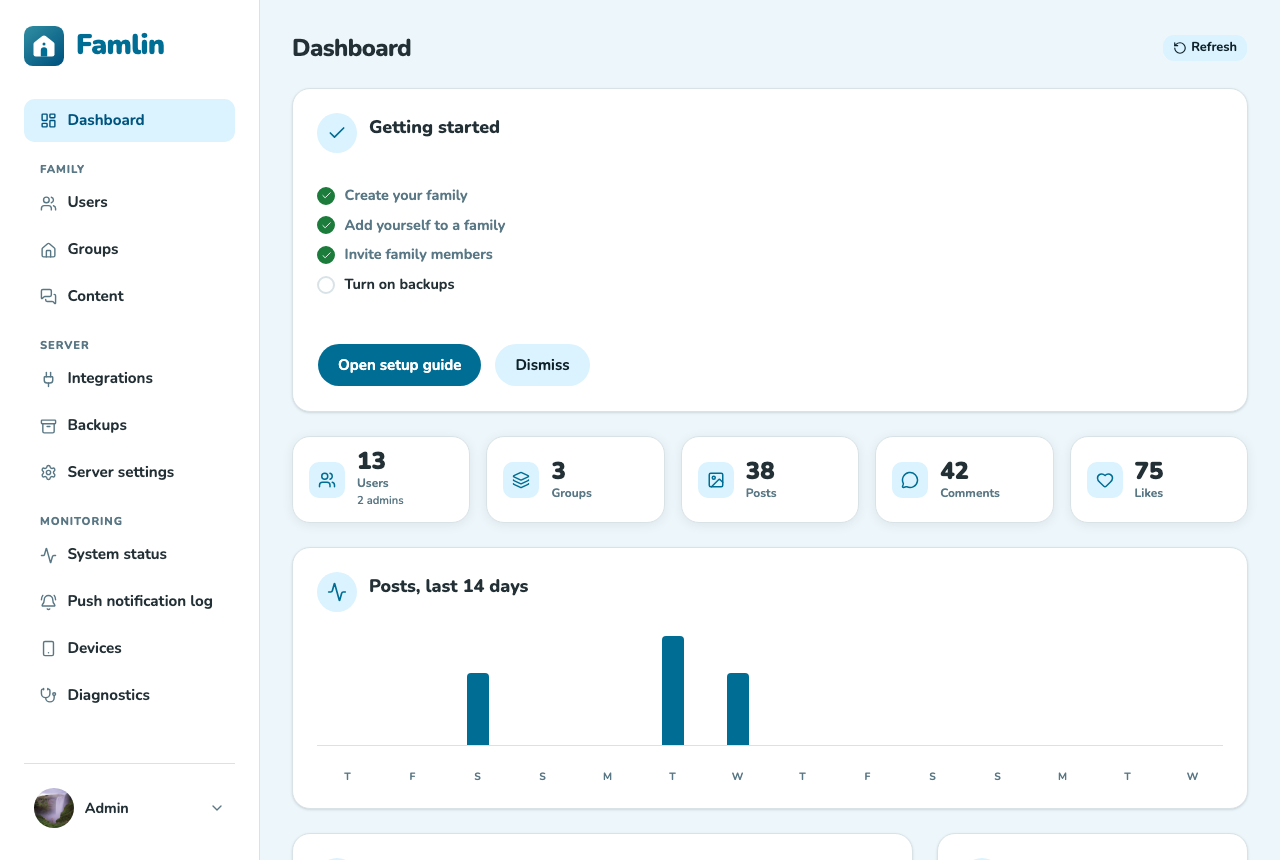 Famlin
Dashboard
FAMILY
Users
Groups
Content
SERVER
Integrations
Backups
Server settings
MONITORING
System status
Push notification log
Devices
Diagnostics
Admin
Dashboard
Refresh
Getting started
Create your family
Add yourself to a family
Invite family members
Turn on backups
Open setup guide Dismiss
13
Users
2 admins
3
Groups
38
Posts
42
Comments
75
Likes
Posts, last 14 days
T F S S M T W T F S S M T W